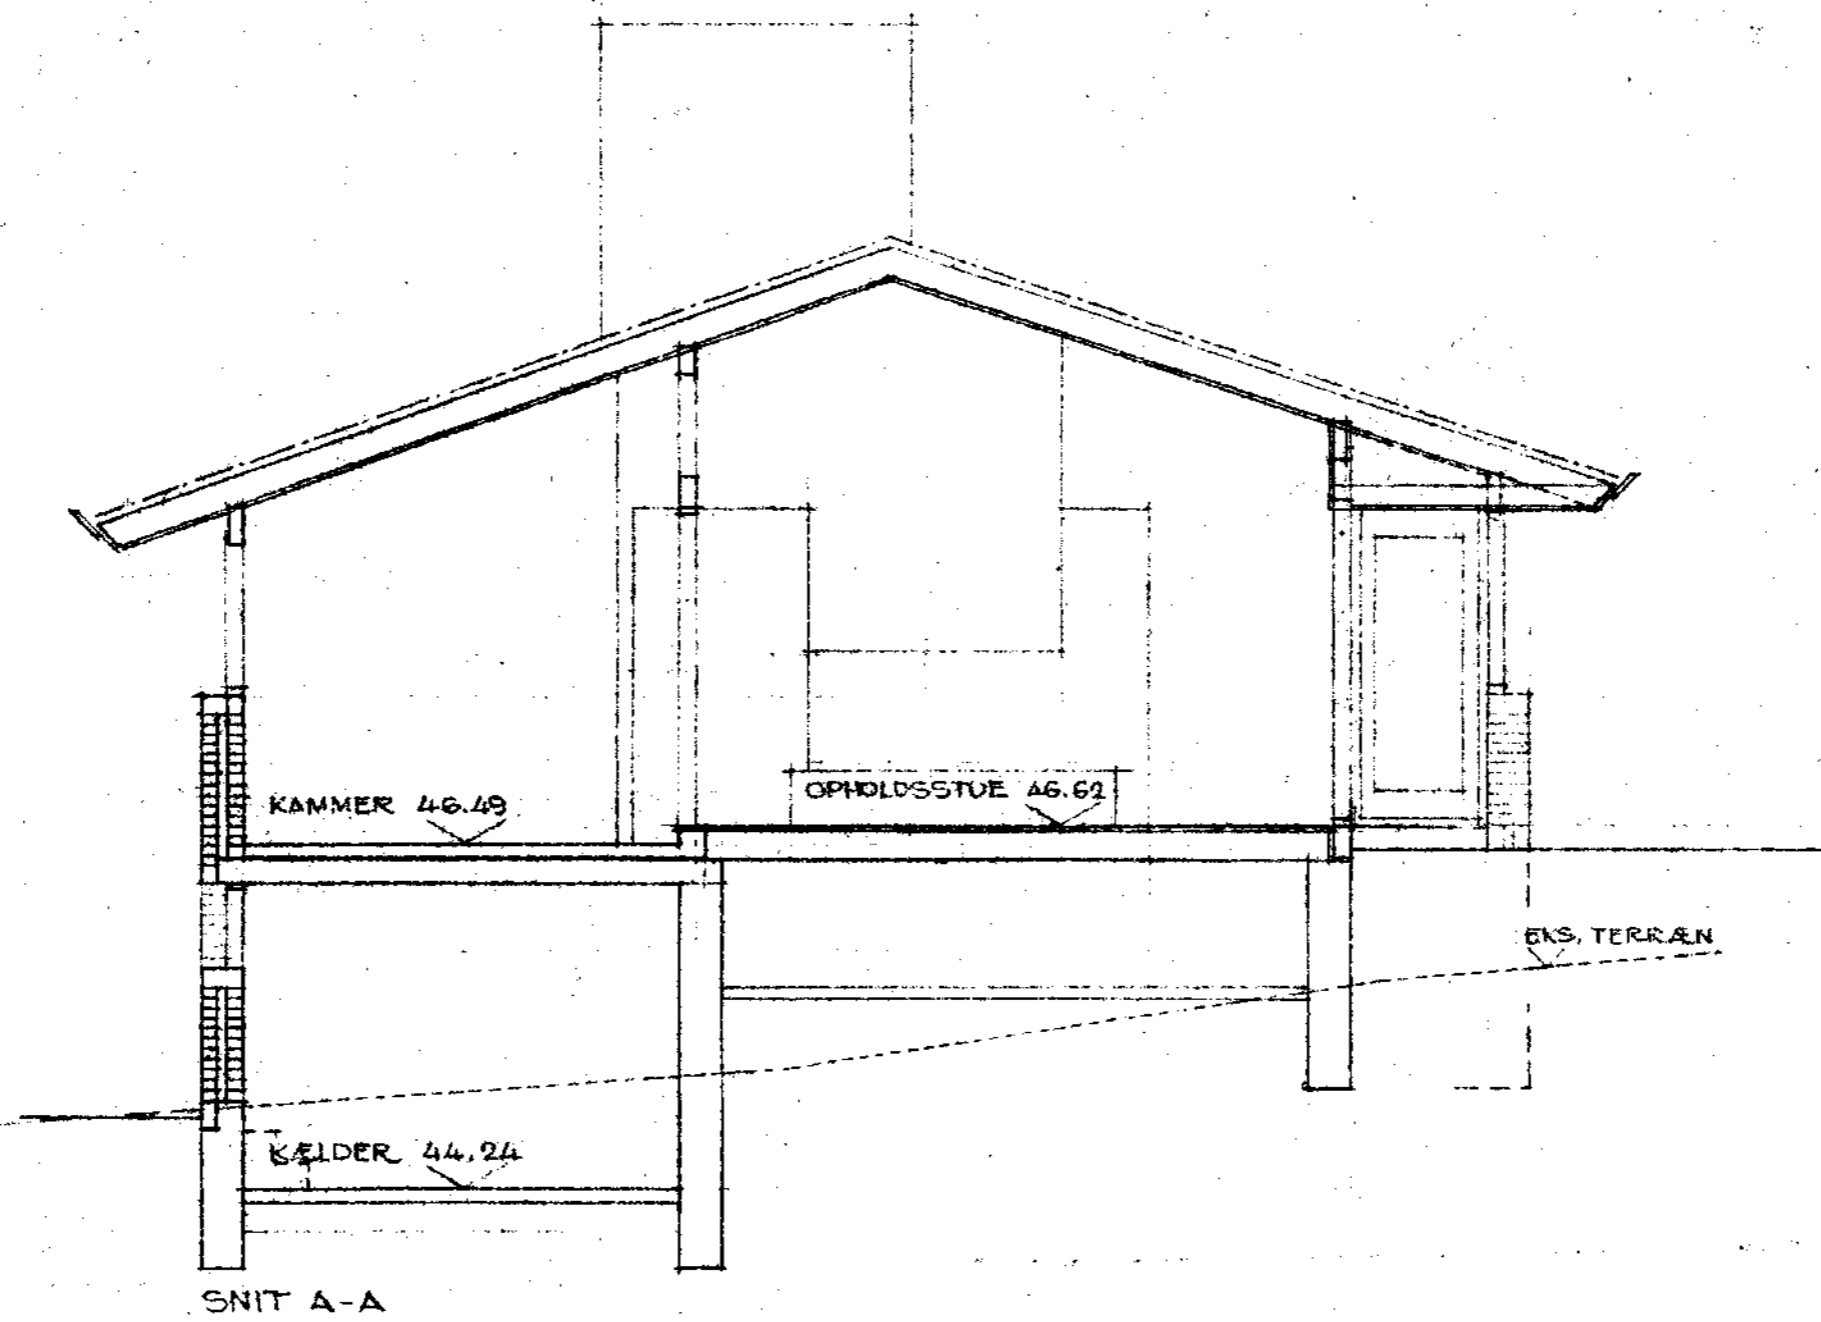 KAMMER 46.49
OPHOLDSSTUE 46.62
EKS. TERRÆN
KÆLDER 44.24
SNIT A-A